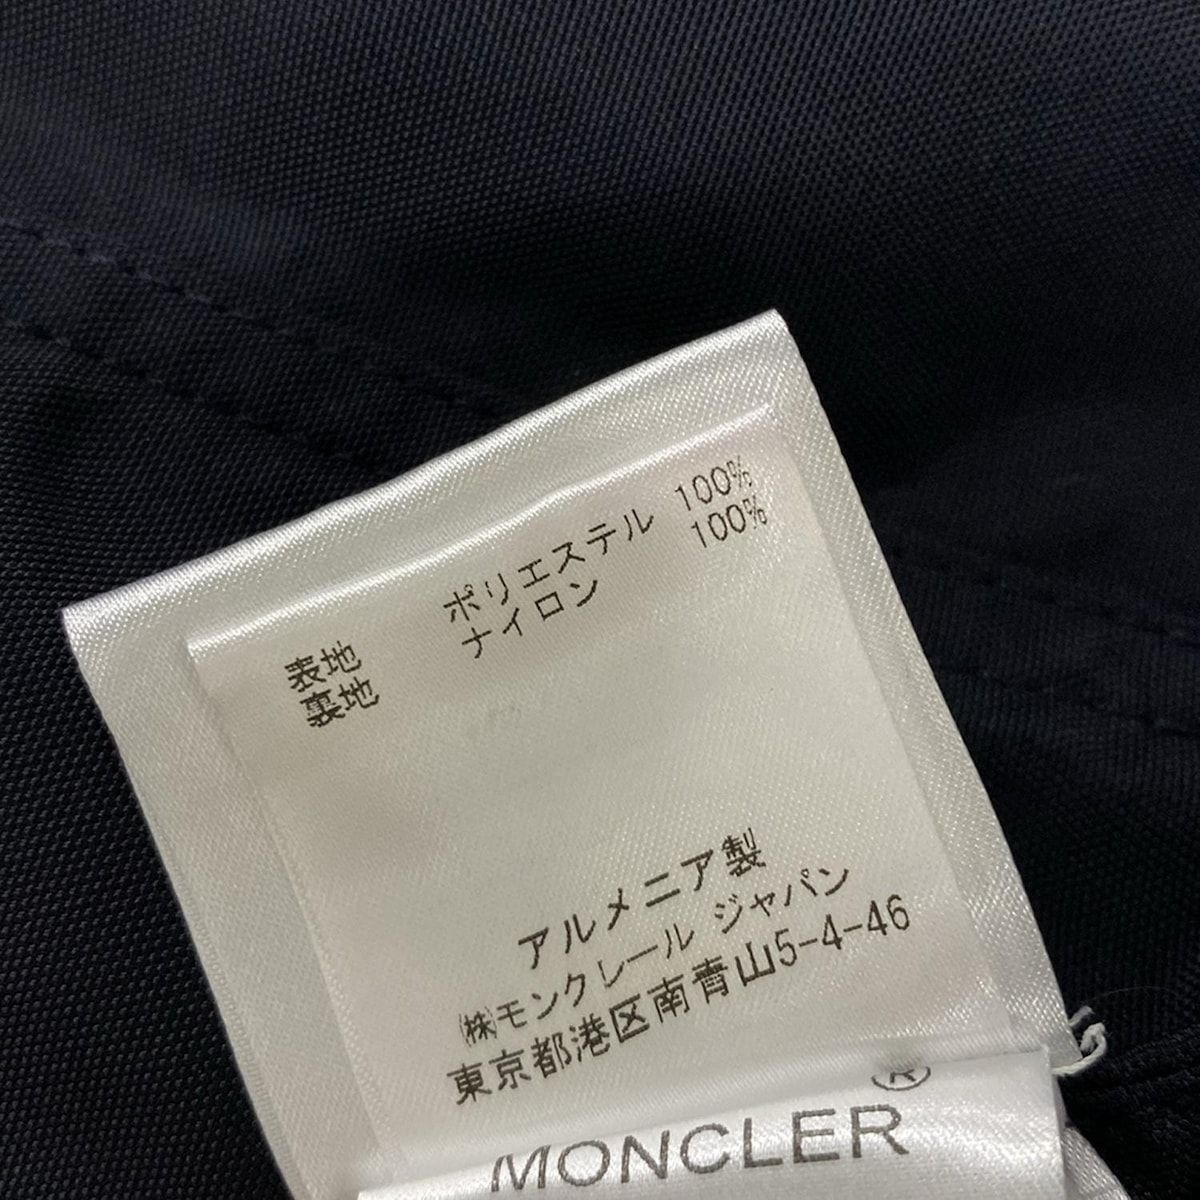 表地 ポリエステル 100%
裏地 ナイロン 100%
アルメニア製
㈱モンクレール ジャパン
東京都港区南青山5-4-46
MONCLER®